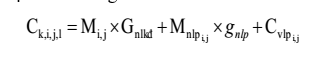 C_{k,i,j,l} = M_{i,j} × G_{nlkd} + M_{nlp_{i,j}} × g_{nlp} + C_{vlp_{i,j}}